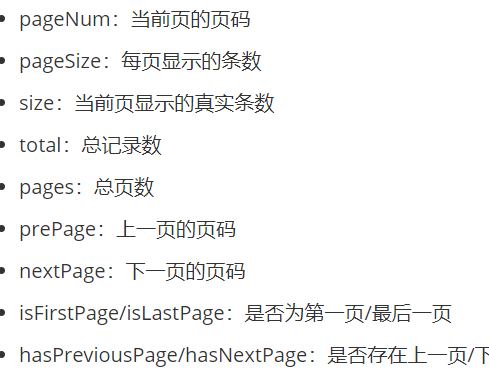 pageNum：当前页的页码
pageSize：每页显示的条数
size：当前页显示的真实条数
total：总记录数
pages：总页数
prePage：上一页的页码
nextPage：下一页的页码
isFirstPage/isLastPage：是否为第一页/最后一页
hasPreviousPage/hasNextPage：是否存在上一页/下